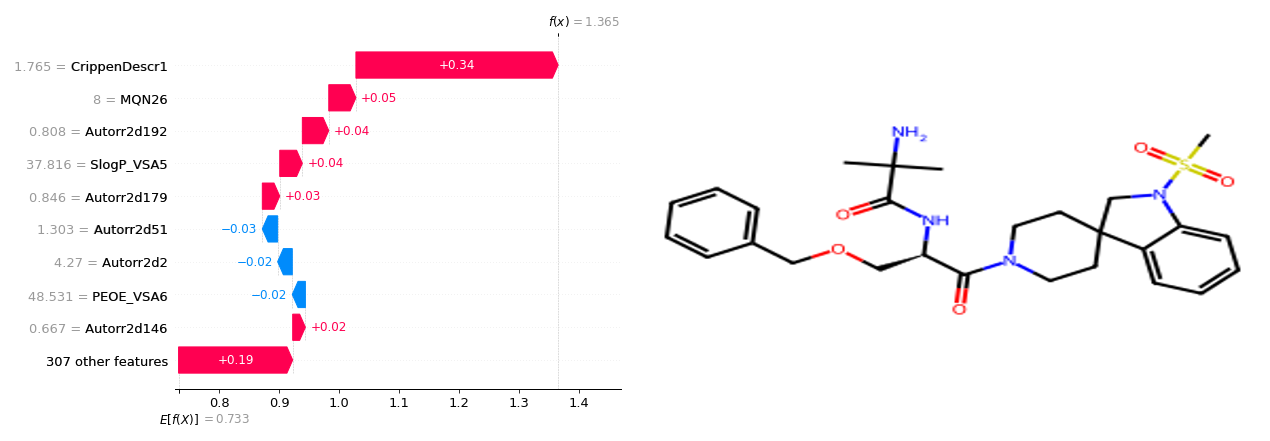 f(x) = 1.365
1.765 = CrippenDescr1
+0.34
8 = MQN26
+0.05
0.808 = Autorr2d192
+0.04
37.816 = SlogP_VSA5
+0.04
0.846 = Autorr2d179
+0.03
1.303 = Autorr2d51
−0.03
4.27 = Autorr2d2
−0.02
48.531 = PEOE_VSA6
−0.02
0.667 = Autorr2d146
+0.02
307 other features
+0.19
0.8 0.9 1.0 1.1 1.2 1.3 1.4
E[f(X)] = 0.733
NH₂
O
NH
O
O
N
O
S
O
N